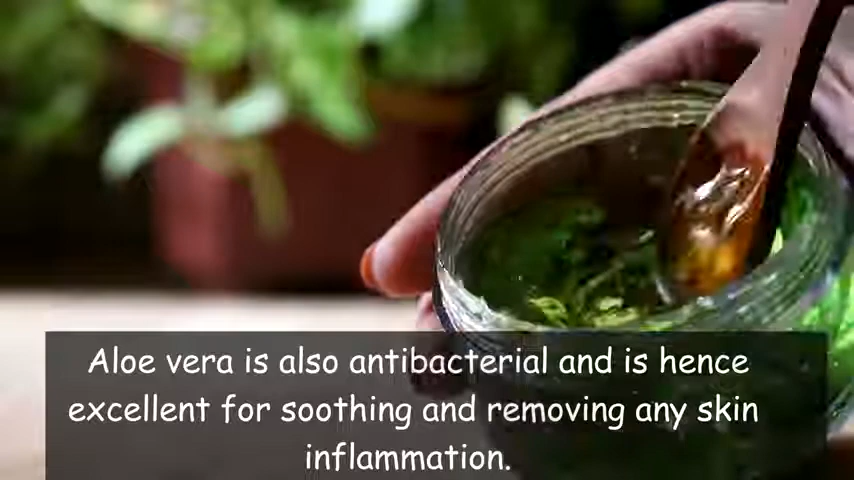 Aloe vera is also antibacterial and is hence
excellent for soothing and removing any skin
inflammation.